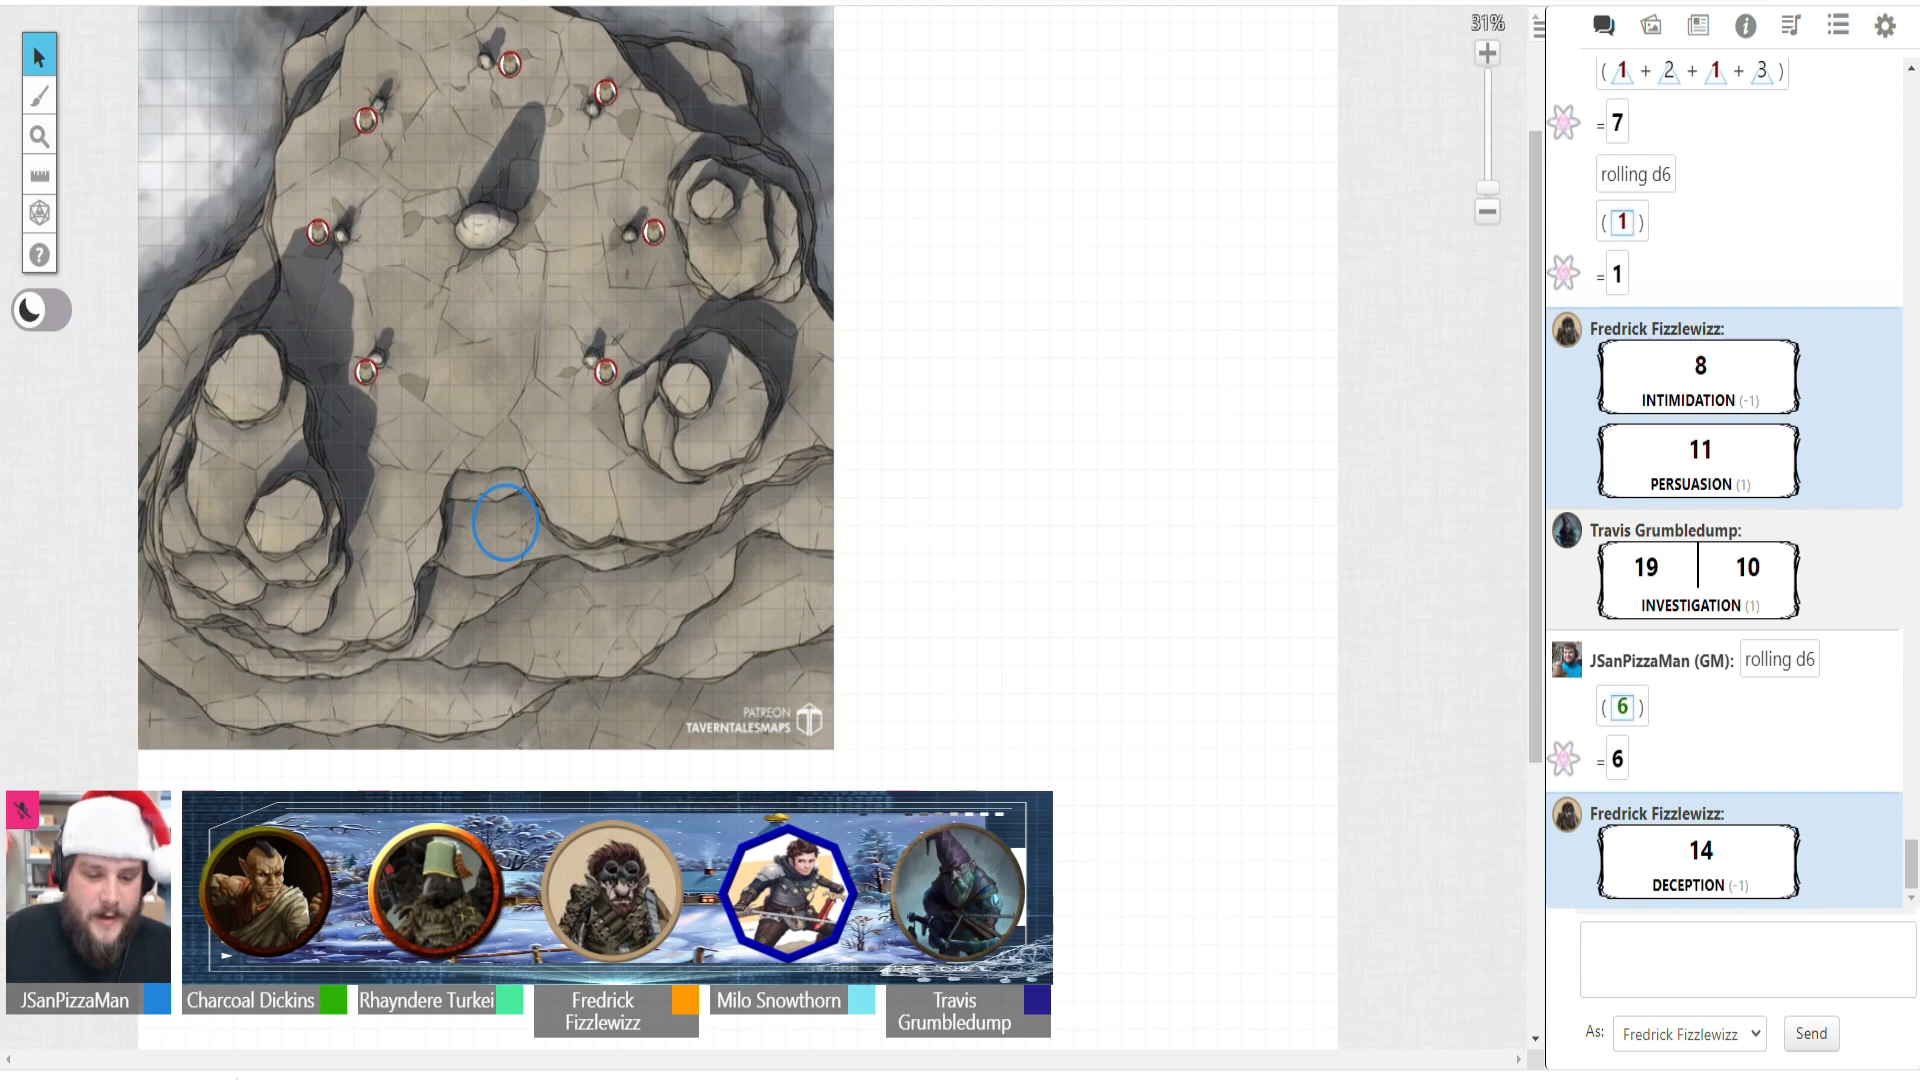 31%
( 1 + 2 + 1 + 3 )
= 7
rolling d6
( 1 )
= 1
Fredrick Fizzlewizz:
8
INTIMIDATION (-1)
11
PERSUASION (1)
Travis Grumbledump:
19 10
INVESTIGATION (1)
JSanPizzaMan (GM): rolling d6
( 6 )
= 6
Fredrick Fizzlewizz:
14
DECEPTION (-1)
As: Fredrick Fizzlewizz Send
PATREON
TAVERNTALESMAPS
JSanPizzaMan
Charcoal Dickins
Rhayndere Turkei
Fredrick
Fizzlewizz
Milo Snowthorn
Travis
Grumbledump